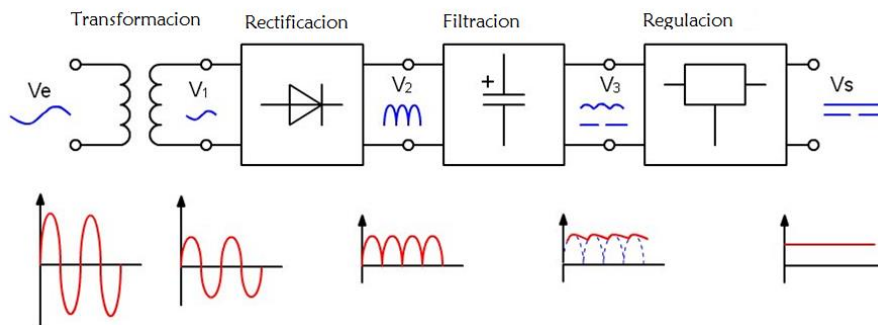 Transformacion
Rectificacion
Filtracion
Regulacion
Ve
V1
V2
+
V3
Vs